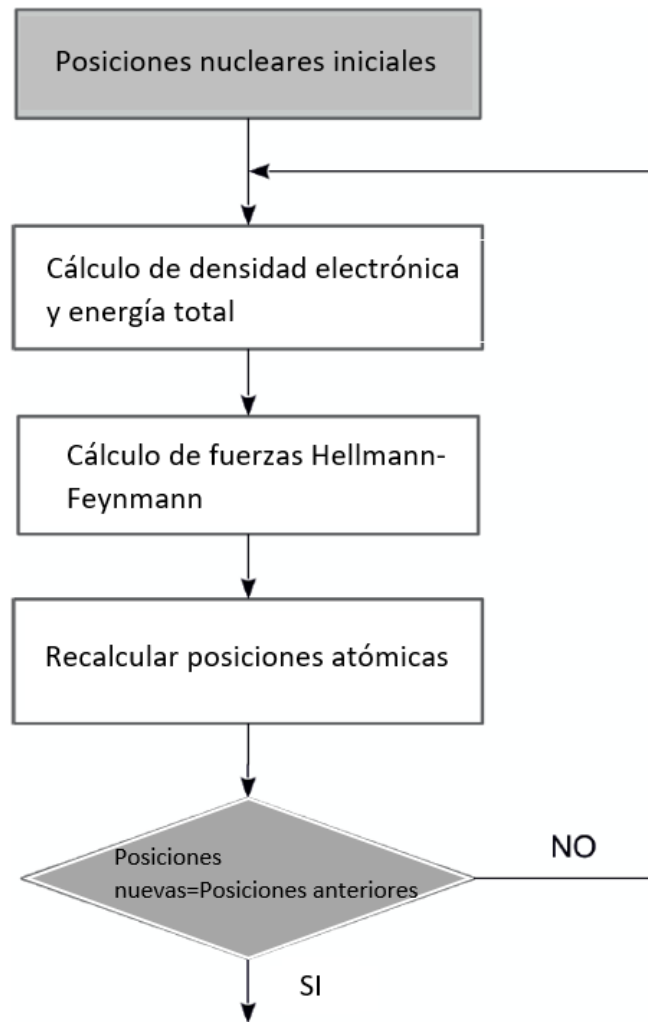 Posiciones nucleares iniciales
Cálculo de densidad electrónica
y energía total
Cálculo de fuerzas Hellmann-
Feynmann
Recalcular posiciones atómicas
Posiciones
nuevas=Posiciones anteriores
NO
SI